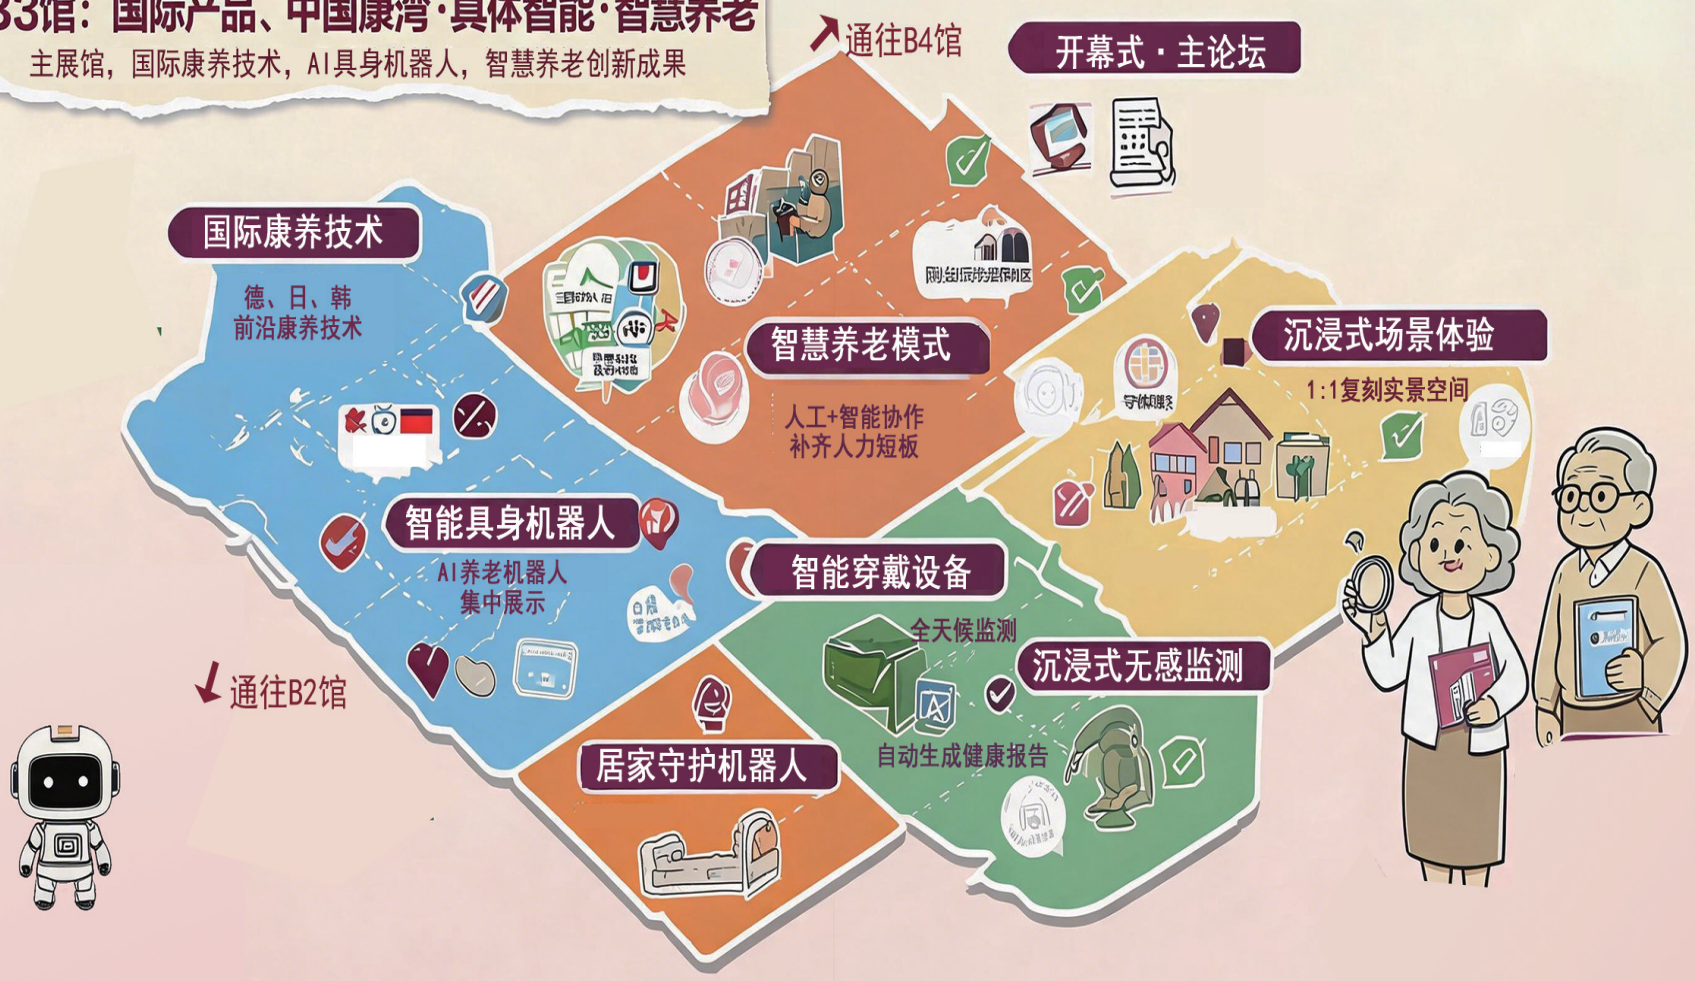 B3馆：国际产品、中国康湾·具体智能·智慧养老
主展馆，国际康养技术，AI具身机器人，智慧养老创新成果
通往B4馆
开幕式·主论坛
国际康养技术
德、日、韩
前沿康养技术
智慧养老模式
人工+智能协作
补齐人力短板
沉浸式场景体验
1:1复刻实景空间
智能具身机器人
AI养老机器人
集中展示
智能穿戴设备
全天候监测
沉浸式无感监测
自动生成健康报告
通往B2馆
居家守护机器人